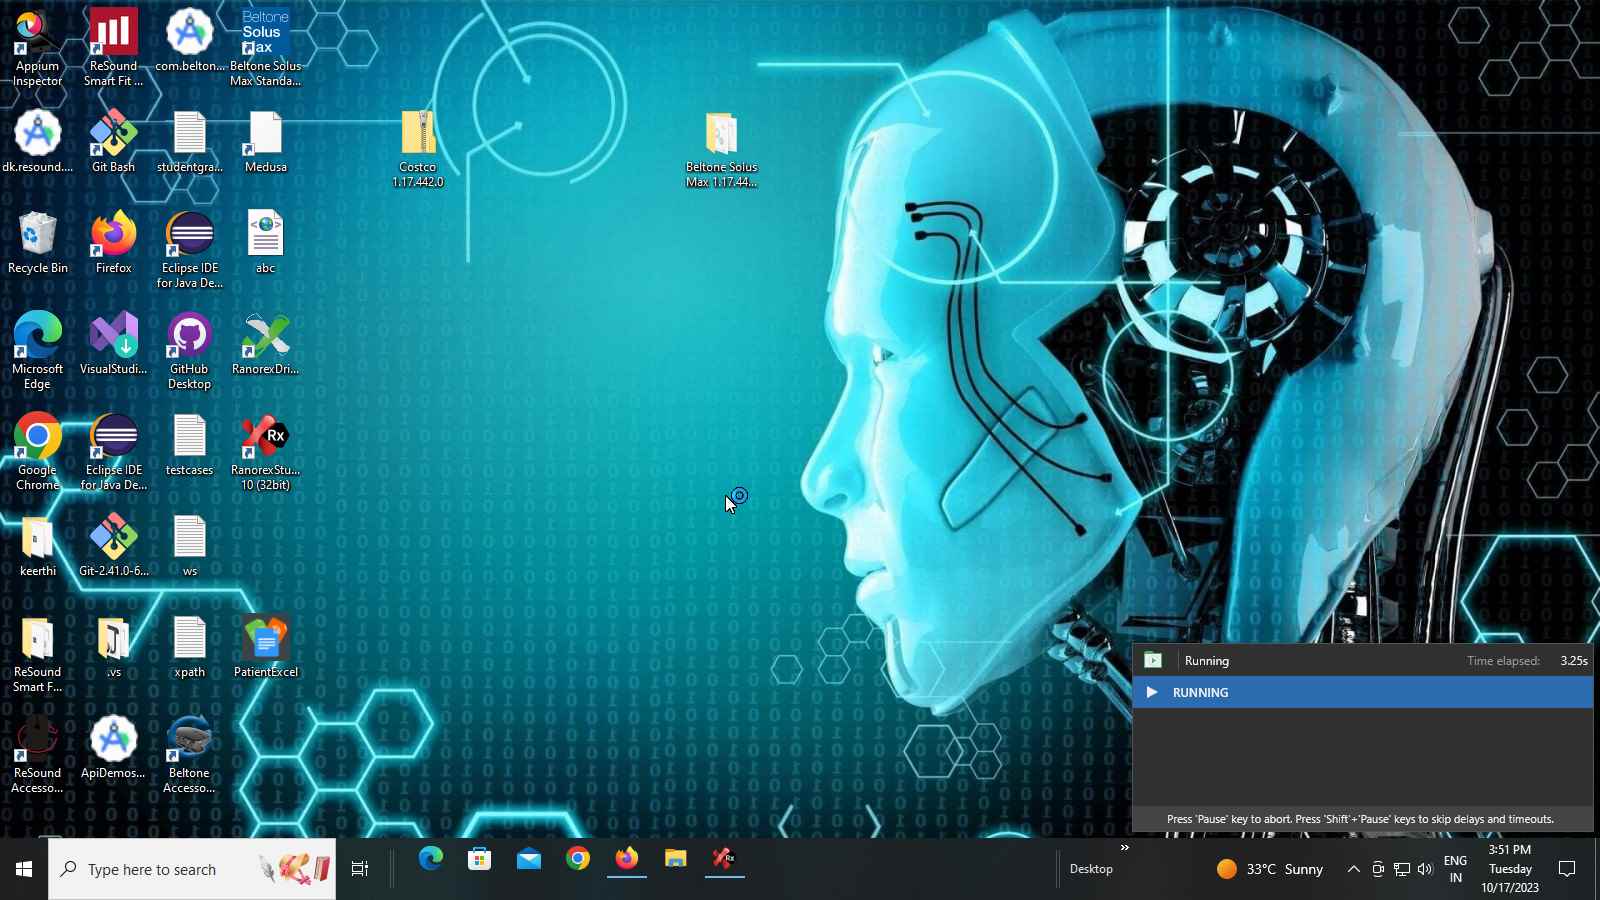 Appium
Inspector
ReSound
Smart Fit ...
com.belton...
Beltone
Solus
Max
Beltone Solus
Max Standa...
dk.resound....
Git Bash
studentgra...
Medusa
Costco
1.17.442.0
Beltone Solus
Max 1.17.44...
Recycle Bin
Firefox
Eclipse IDE
for Java De...
abc
Microsoft
Edge
VisualStudi...
GitHub
Desktop
RanorexDri...
Google
Chrome
Eclipse IDE
for Java De...
testcases
Rx
RanorexStu...
10 (32bit)
keerthi
Git-2.41.0-6...
ws
ReSound
Smart F...
.vs
xpath
PatientExcel
ReSound
Accesso...
ApiDemos...
Beltone
Accesso...
Running
Time elapsed: 3.25s
RUNNING
Press 'Pause' key to abort. Press 'Shift'+'Pause' keys to skip delays and timeouts.
Type here to search
Rx
Desktop
33°C Sunny
ENG
IN
3:51 PM
Tuesday
10/17/2023